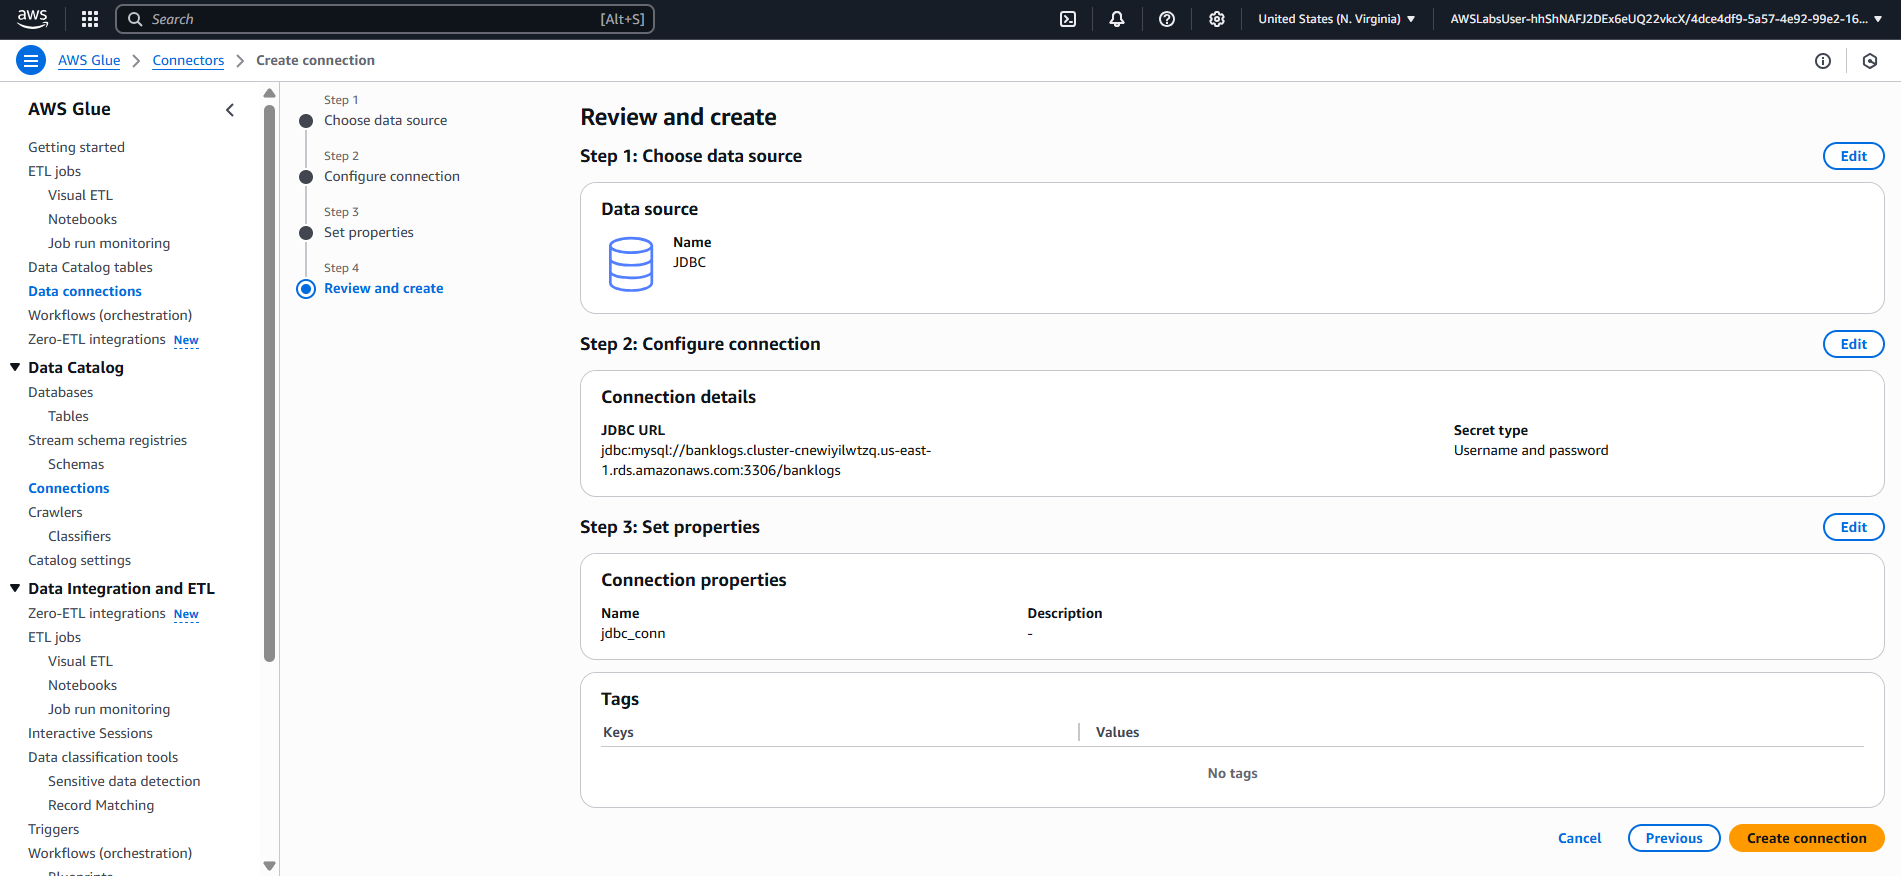 aws
Search
[Alt+S]
United States (N. Virginia)
AWSLabsUser-hhShNAFJ2DEx6eUQ22vkcX/4dce4df9-5a57-4e92-99e2-16...
AWS Glue
Connectors
Create connection
AWS Glue
Getting started
ETL jobs
Visual ETL
Notebooks
Job run monitoring
Data Catalog tables
Data connections
Workflows (orchestration)
Zero-ETL integrations New
Data Catalog
Databases
Tables
Stream schema registries
Schemas
Connections
Crawlers
Classifiers
Catalog settings
Data Integration and ETL
Zero-ETL integrations New
ETL jobs
Visual ETL
Notebooks
Job run monitoring
Interactive Sessions
Data classification tools
Sensitive data detection
Record Matching
Triggers
Workflows (orchestration)
Blueprints
Step 1
Choose data source
Step 2
Configure connection
Step 3
Set properties
Step 4
Review and create
Review and create
Step 1: Choose data source
Edit
Data source
Name
JDBC
Step 2: Configure connection
Edit
Connection details
JDBC URL
jdbc:mysql://banklogs.cluster-cnewiyilwtzq.us-east-
1.rds.amazonaws.com:3306/banklogs
Secret type
Username and password
Step 3: Set properties
Edit
Connection properties
Name
jdbc_conn
Description
-
Tags
Keys
Values
No tags
Cancel
Previous
Create connection